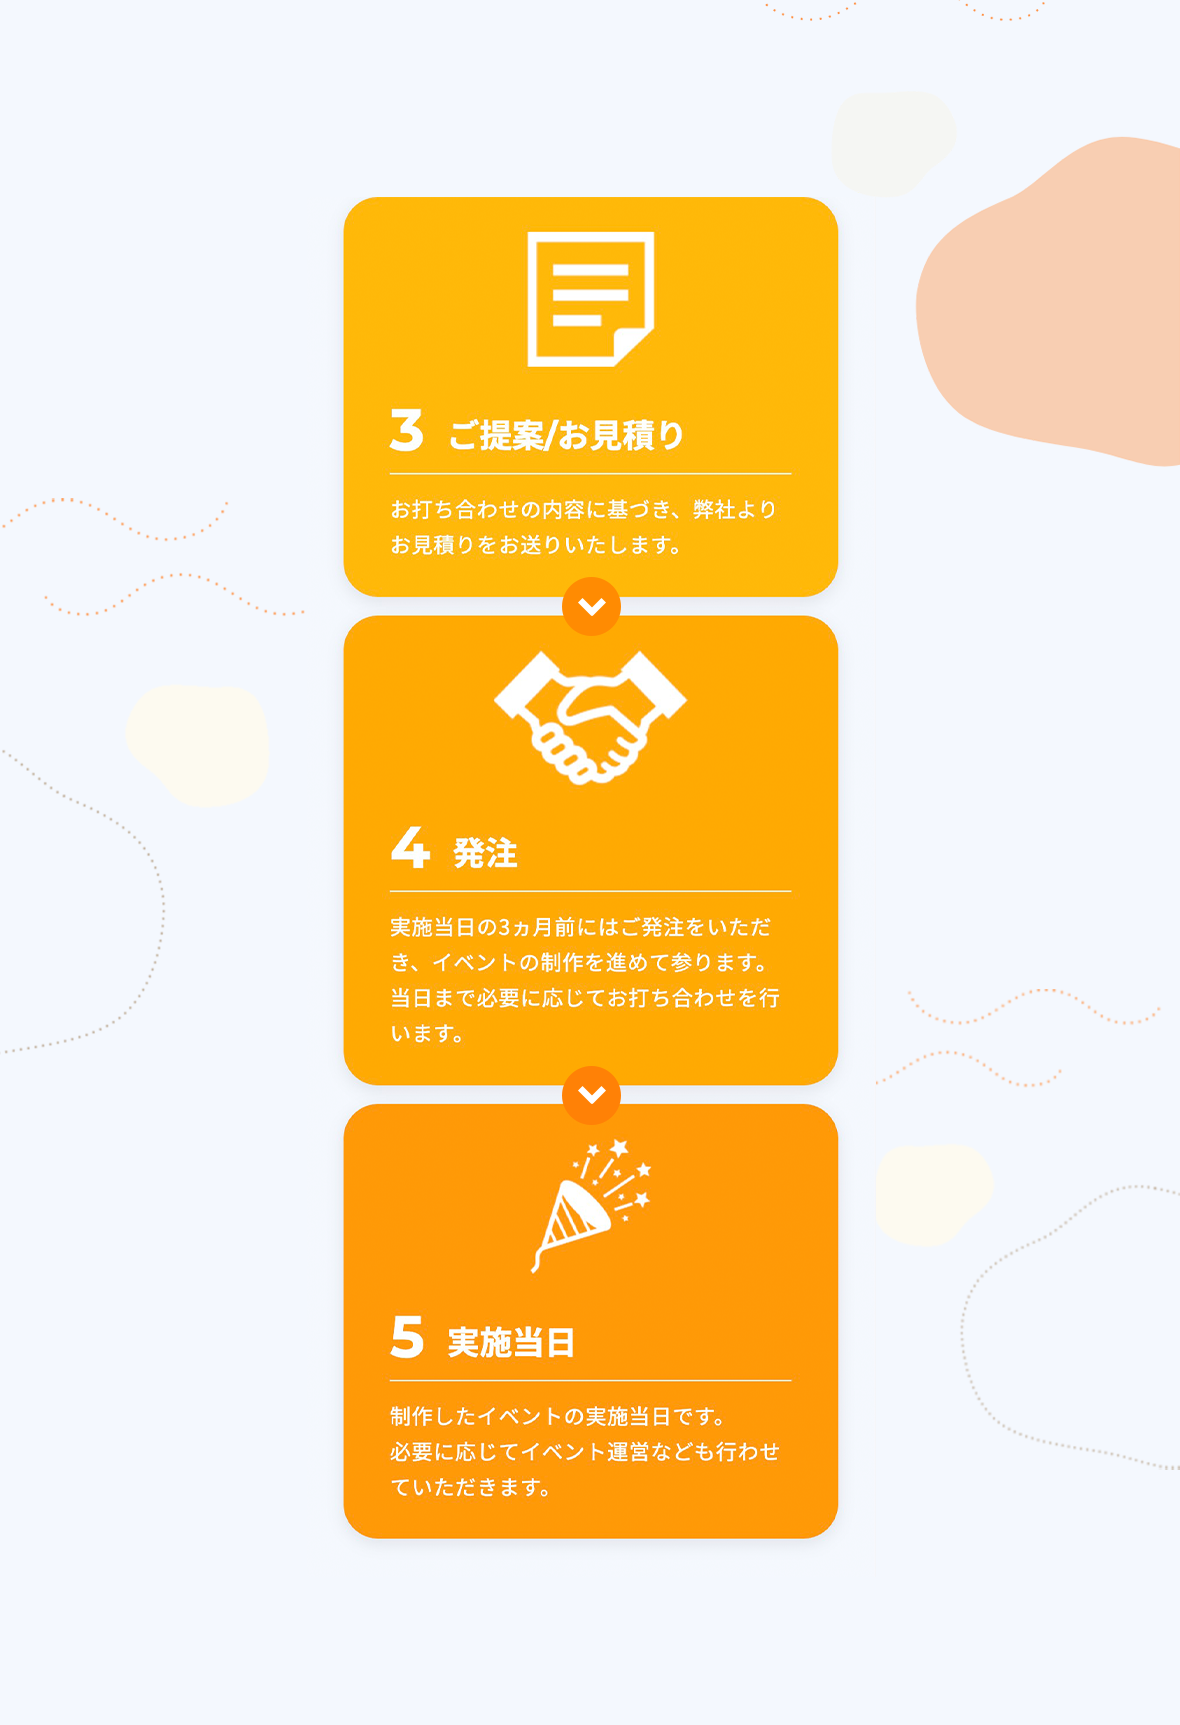 3 ご提案/お見積り
お打ち合わせの内容に基づき、弊社より
お見積りをお送りいたします。
4 発注
実施当日の3ヵ月前にはご発注をいただ
き、イベントの制作を進めて参ります。
当日まで必要に応じてお打ち合わせを行
います。
5 実施当日
制作したイベントの実施当日です。
必要に応じてイベント運営なども行わせ
ていただきます。